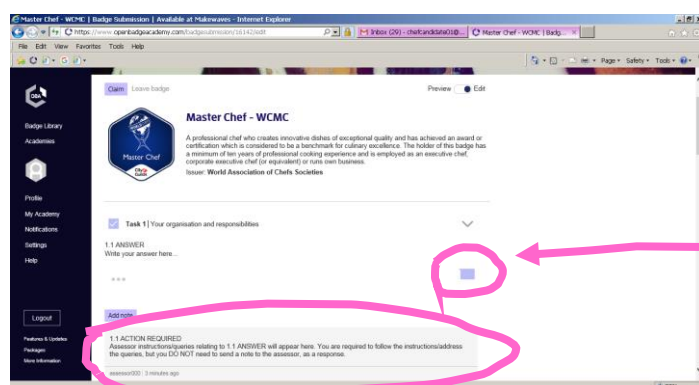 Master Chef - WCMC | Badge Submission | Available at Makewaves - Internet Explorer
https://www.openbadgeacademy.com/badgesubmission/16142/edit
Inbox (29) - chefcandidate01@...
Master Chef - WCMC | Badg...
File Edit View Favorites Tools Help
Page Safety Tools
OBA
Claim Leave badge
Preview Edit
Badge Library
Academies
Profile
My Academy
Notifications
Settings
Help
Logout
Features & Updates
Packages
More Information
Master Chef
City & Guilds
Master Chef - WCMC
A professional chef who creates innovative dishes of exceptional quality and has achieved an award or
certification which is considered to be a benchmark for culinary excellence. The holder of this badge has
a minimum of ten years of professional cooking experience and is employed as an executive chef,
corporate executive chef (or equivalent) or runs own business.
Issuer: World Association of Chefs Societies
Task 1 | Your organisation and responsibilities
1.1 ANSWER
Write your answer here...
Add note
1.1 ACTION REQUIRED
Assessor instructions/queries relating to 1.1 ANSWER will appear here. You are required to follow the instructions/address
the queries, but you DO NOT need to send a note to the assessor, as a response.
assessor000 : 3 minutes ago